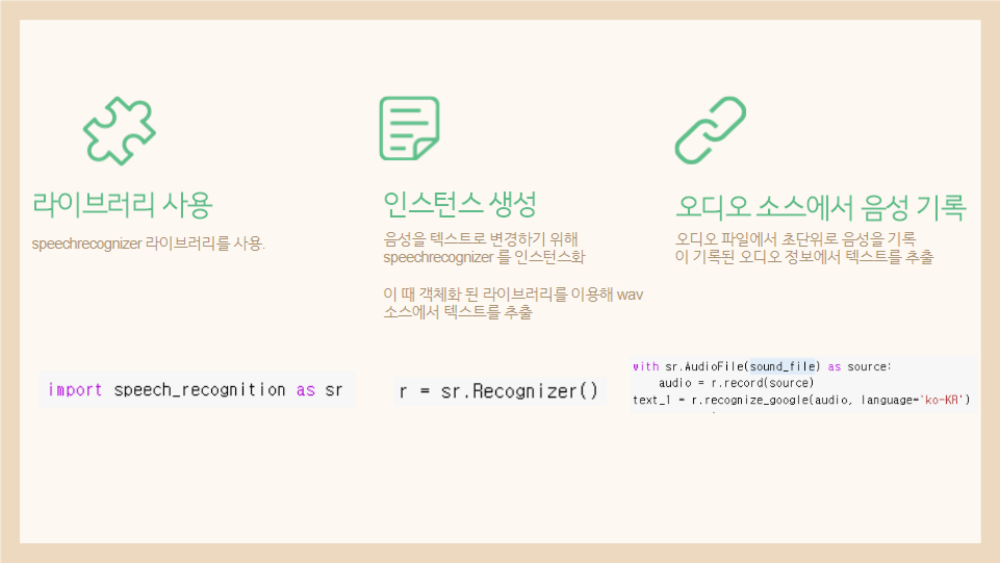 라이브러리 사용
speechrecognizer 라이브러리를 사용.
import speech_recognition as sr
인스턴스 생성
음성을 텍스트로 변경하기 위해
speechrecognizer 를 인스턴스화
이 때 객체화 된 라이브러리를 이용해 wav
소스에서 텍스트를 추출
r = sr.Recognizer()
오디오 소스에서 음성 기록
오디오 파일에서 초단위로 음성을 기록
이 기록된 오디오 정보에서 텍스트를 추출
with sr.AudioFile(sound_file) as source:
    audio = r.record(source)
text_1 = r.recognize_google(audio, language='ko-KR')